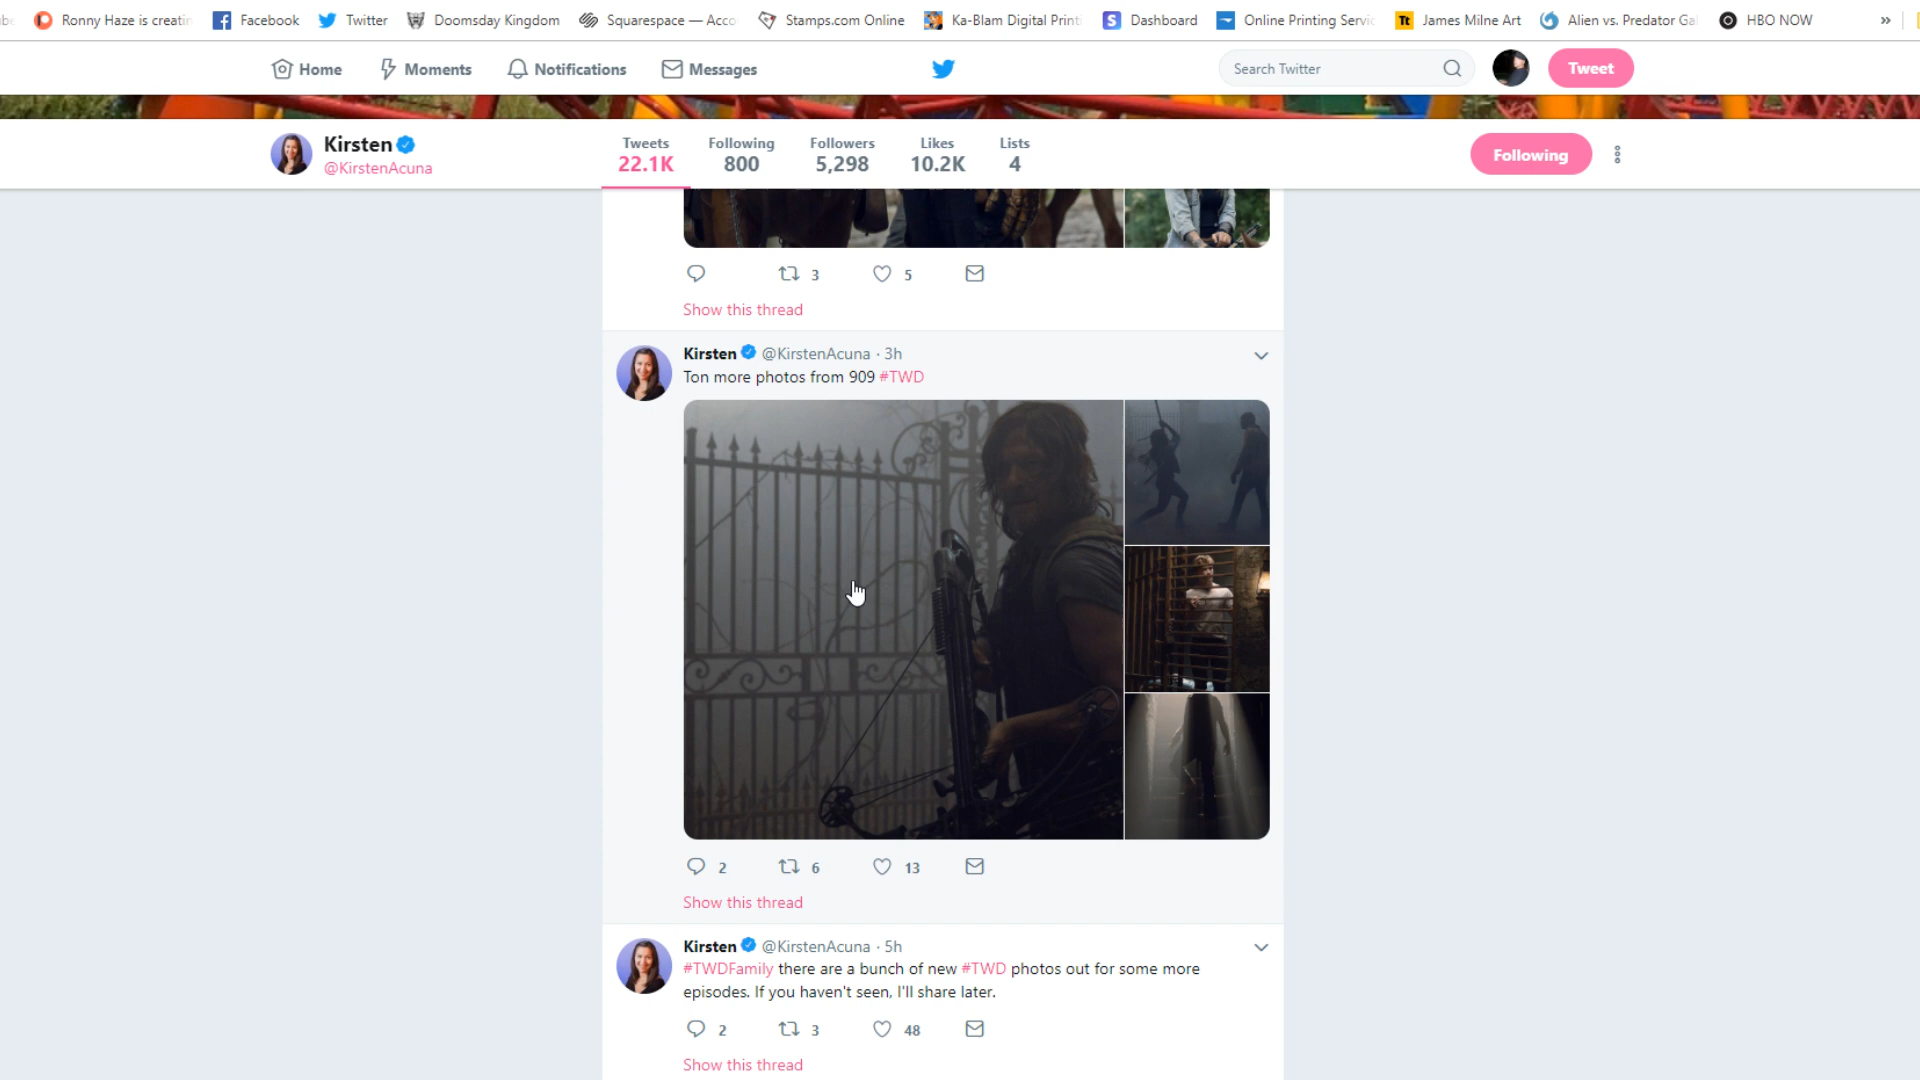 Ronny Haze is creatin Facebook Twitter Doomsday Kingdom Squarespace — Acco Stamps.com Online Ka-Blam Digital Print Dashboard Online Printing Servic Tt James Milne Art Alien vs. Predator Ga HBO NOW »
Home Moments Notifications Messages Search Twitter Tweet
Kirsten
@KirstenAcuna
Tweets Following Followers Likes Lists
22.1K 800 5,298 10.2K 4
Following
3 5
Show this thread
Kirsten @KirstenAcuna · 3h
Ton more photos from 909 #TWD
2 6 13
Show this thread
Kirsten @KirstenAcuna · 5h
#TWDFamily there are a bunch of new #TWD photos out for some more
episodes. If you haven't seen, I'll share later.
2 3 48
Show this thread